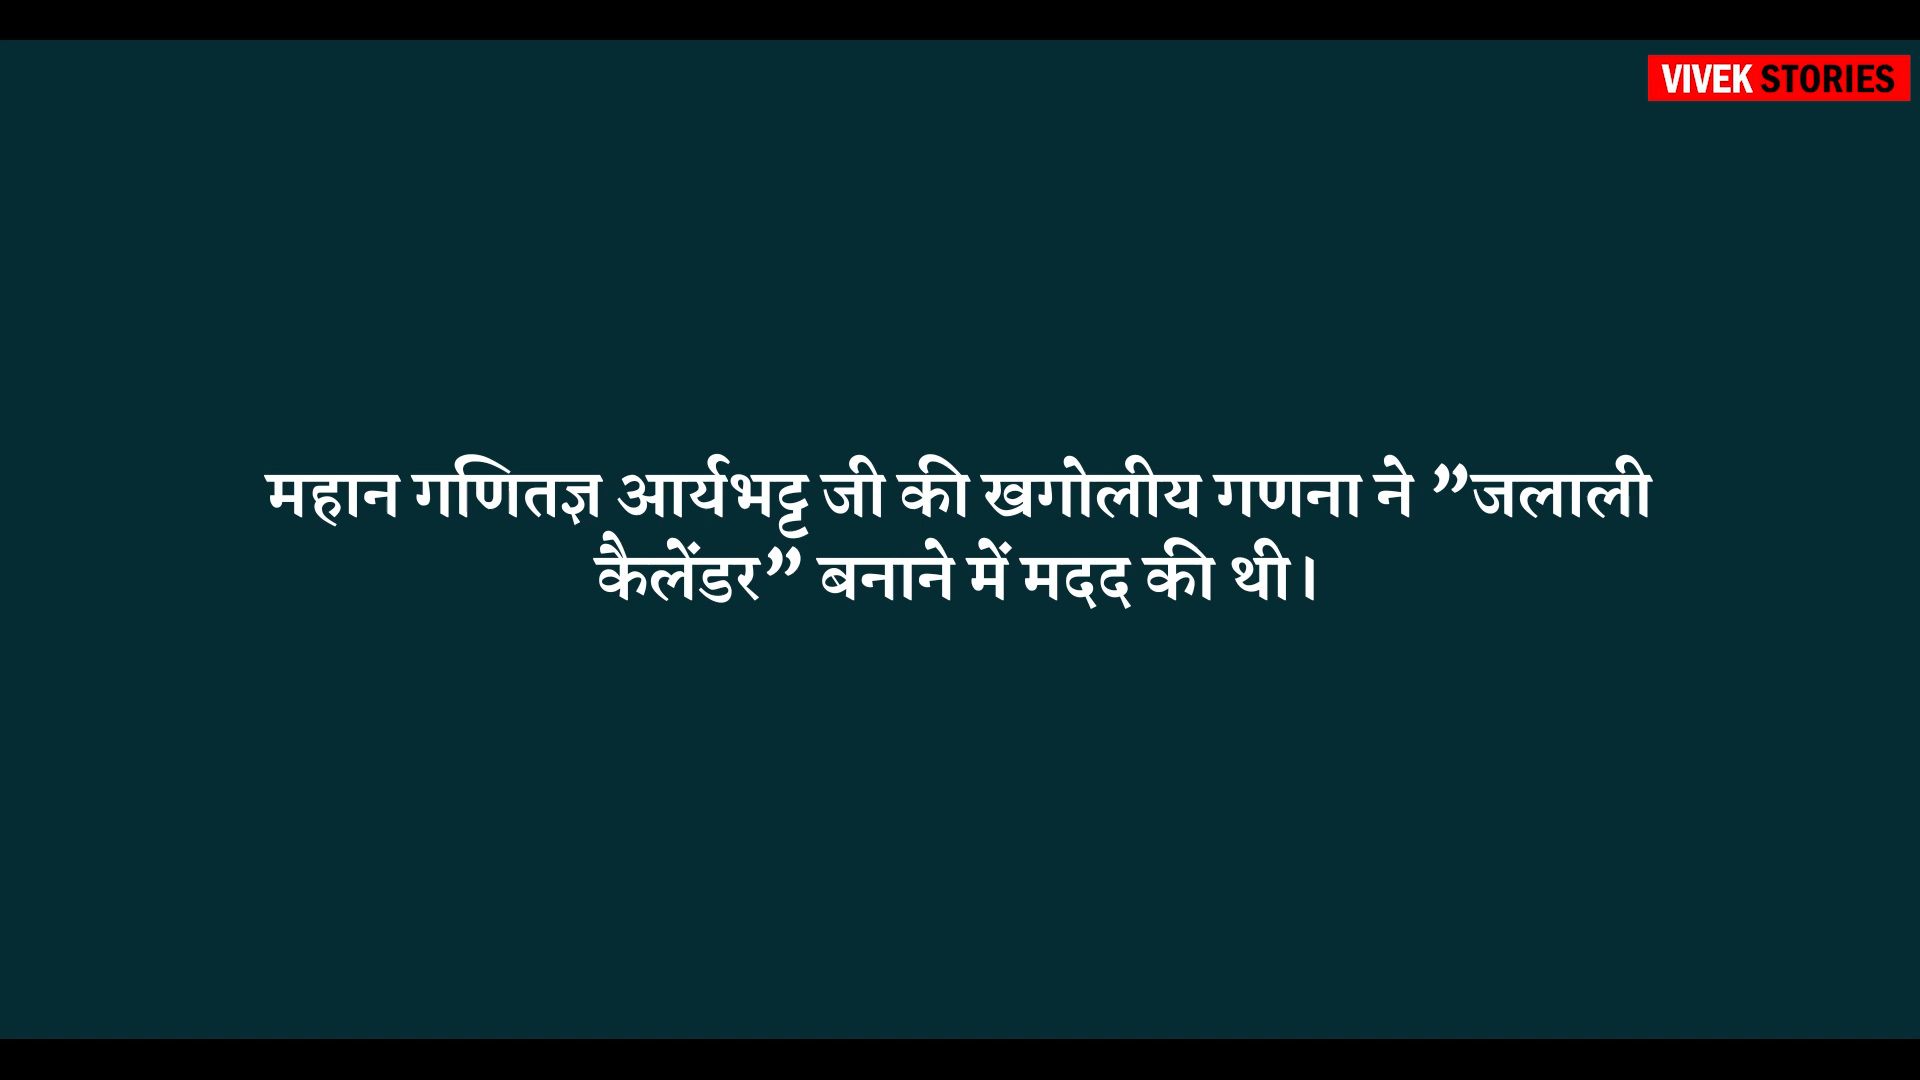 VIVEK STORIES
महान गणितज्ञ आर्यभट्ट जी की खगोलीय गणना ने ”जलाली
कैलेंडर” बनाने में मदद की थी।